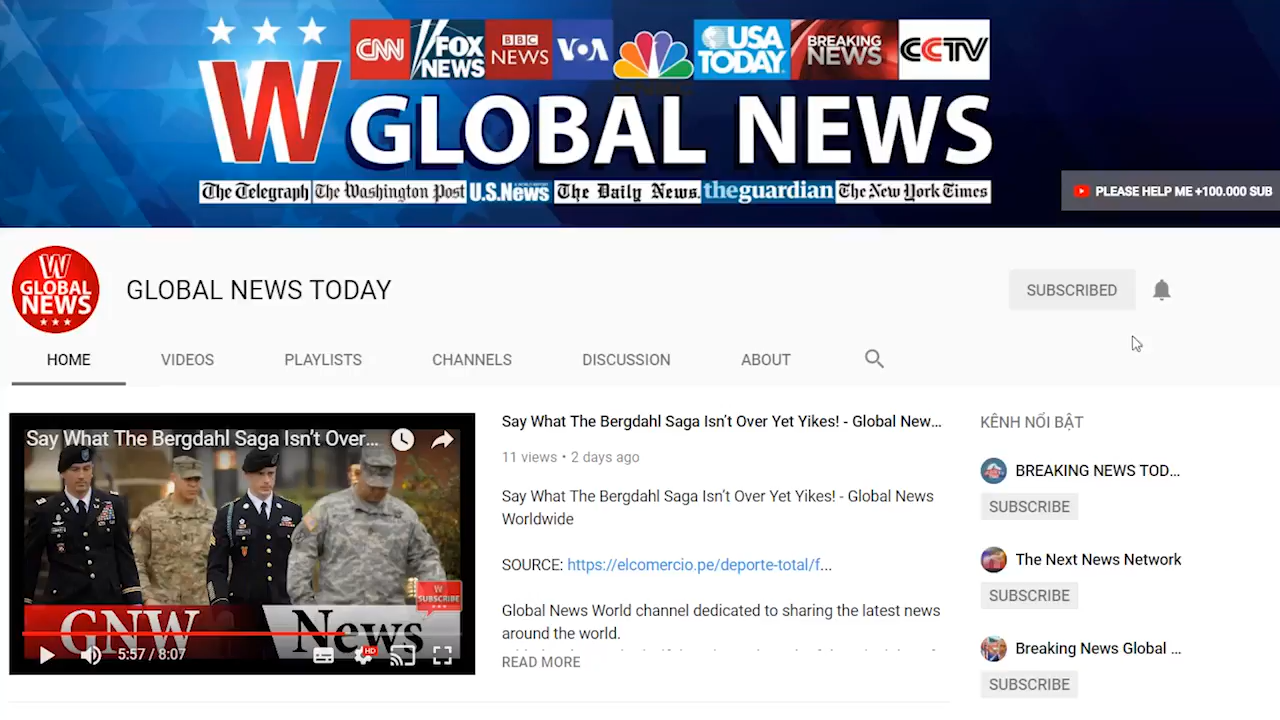 CNN
FOX
NEWS
BBC
NEWS
VOA
USA
TODAY
BREAKING
NEWS
CCTV
W GLOBAL NEWS
The Telegraph
The Washington Post
U.S.News
The Daily News.
theguardian
The New York Times
PLEASE HELP ME +100.000 SUB
W
GLOBAL
NEWS
GLOBAL NEWS TODAY
SUBSCRIBED
HOME
VIDEOS
PLAYLISTS
CHANNELS
DISCUSSION
ABOUT
Say What The Bergdahl Saga Isn’t Over...
W
SUBSCRIBE
GNW
News
5:57 / 8:07
HD
Say What The Bergdahl Saga Isn’t Over Yet Yikes! - Global New...
11 views • 2 days ago
Say What The Bergdahl Saga Isn’t Over Yet Yikes! - Global News
Worldwide
SOURCE: https://elcomercio.pe/deporte-total/f...
Global News World channel dedicated to sharing the latest news
around the world.
READ MORE
KÊNH NỔI BẬT
BREAKING NEWS TOD...
SUBSCRIBE
The Next News Network
SUBSCRIBE
Breaking News Global ...
SUBSCRIBE